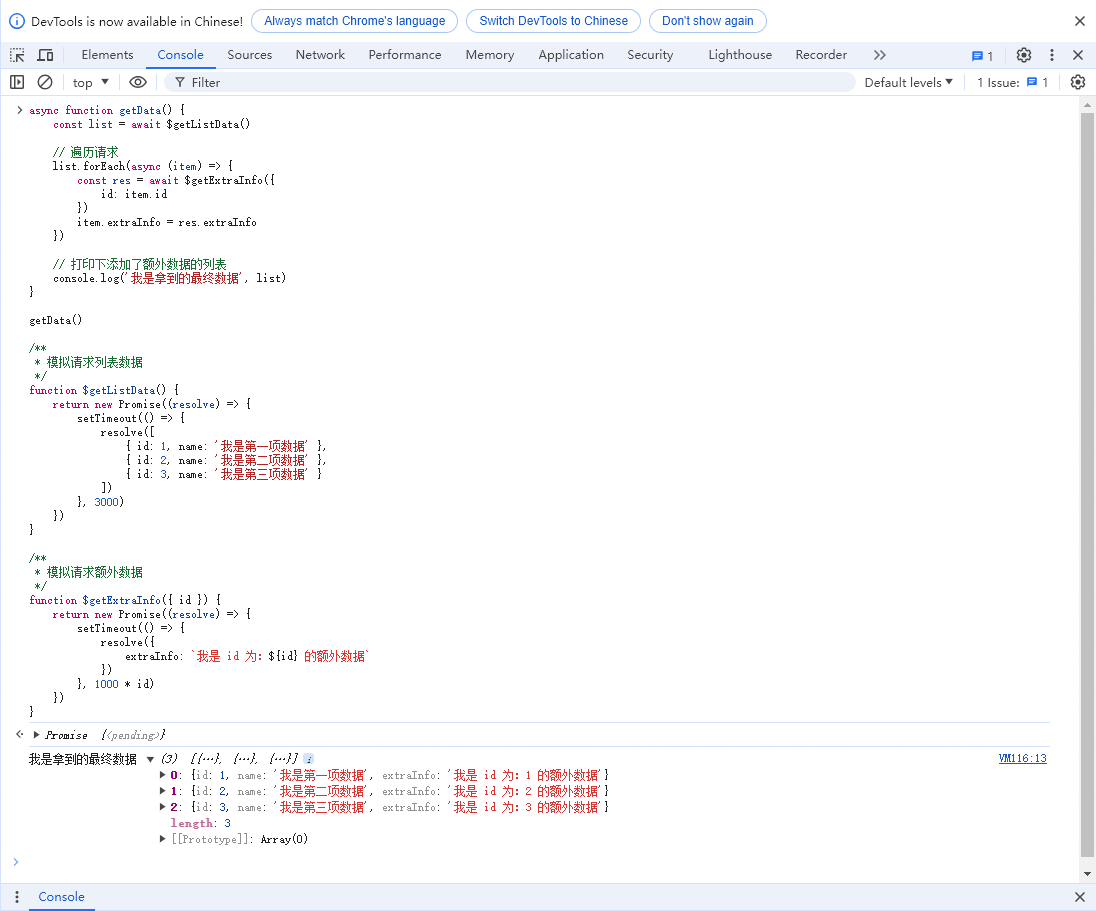 DevTools is now available in Chinese! Always match Chrome's language Switch DevTools to Chinese Don't show again
Elements Console Sources Network Performance Memory Application Security Lighthouse Recorder 1
top Filter Default levels 1 Issue: 1
async function getData() {
const list = await $getListData()
// 遍历请求
list.forEach(async (item) => {
const res = await $getExtraInfo({
id: item.id
})
item.extraInfo = res.extraInfo
})
// 打印下添加了额外数据的列表
console.log('我是拿到的最终数据', list)
}
getData()
/**
* 模拟请求列表数据
*/
function $getListData() {
return new Promise((resolve) => {
setTimeout(() => {
resolve([
{ id: 1, name: '我是第一项数据' },
{ id: 2, name: '我是第二项数据' },
{ id: 3, name: '我是第三项数据' }
])
}, 3000)
})
}
/**
* 模拟请求额外数据
*/
function $getExtraInfo({ id }) {
return new Promise((resolve) => {
setTimeout(() => {
resolve({
extraInfo: `我是 id 为：${id} 的额外数据`
})
}, 1000 * id)
})
}
Promise {<pending>}
我是拿到的最终数据 (3) [{…}, {…}, {…}] i VM116:13
0: {id: 1, name: '我是第一项数据', extraInfo: '我是 id 为：1 的额外数据'}
1: {id: 2, name: '我是第二项数据', extraInfo: '我是 id 为：2 的额外数据'}
2: {id: 3, name: '我是第三项数据', extraInfo: '我是 id 为：3 的额外数据'}
length: 3
[[Prototype]]: Array(0)
Console